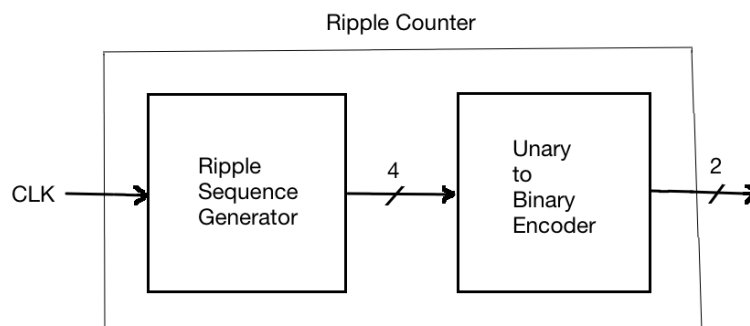 Ripple Counter
CLK
Ripple
Sequence
Generator
4
Unary
to
Binary
Encoder
2